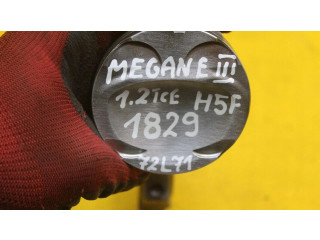 MEGANE III
1.2TCE H5F
1829
72L71